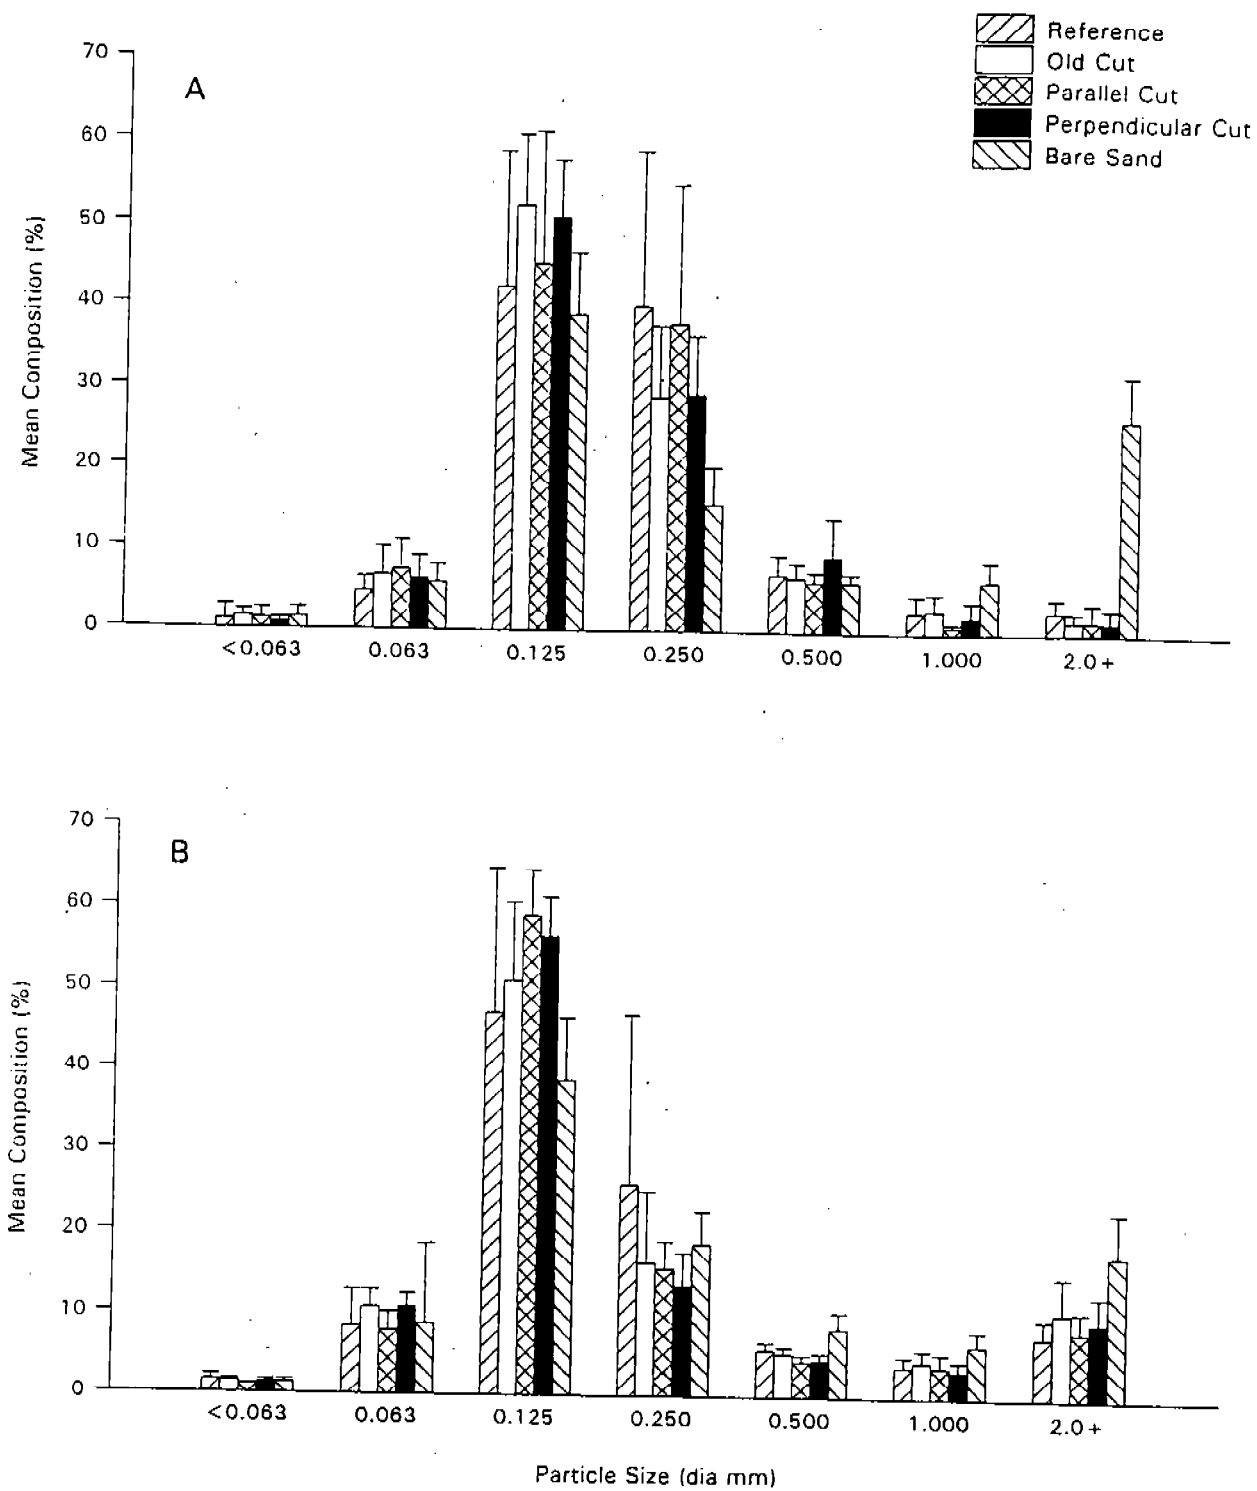 Reference
Old Cut
Parallel Cut
Perpendicular Cut
Bare Sand
A
70
60
50
40
30
20
10
0
Mean Composition (%)
<0.063 0.063 0.125 0.250 0.500 1.000 2.0+
B
70
60
50
40
30
20
10
0
Mean Composition (%)
<0.063 0.063 0.125 0.250 0.500 1.000 2.0+
Particle Size (dia mm)